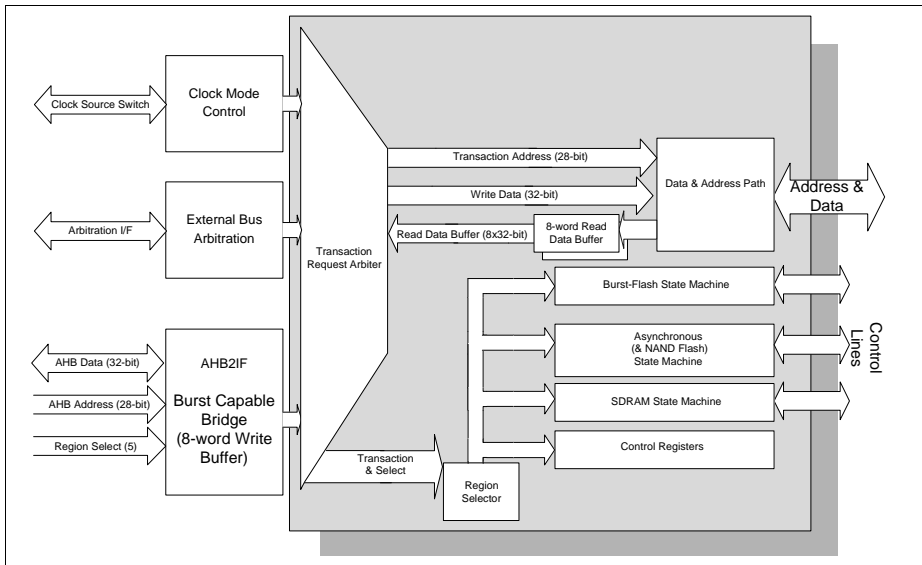 Clock Source Switch
Clock Mode
Control
Arbitration I/F
External Bus
Arbitration
AHB Data (32-bit)
AHB Address (28-bit)
Region Select (5)
AHB2IF
Burst Capable
Bridge
(8-word Write
Buffer)
Transaction
Request Arbiter
Transaction Address (28-bit)
Write Data (32-bit)
Read Data Buffer (8x32-bit)
8-word Read
Data Buffer
Data & Address Path
Address &
Data
Burst-Flash State Machine
Asynchronous
(& NAND Flash)
State Machine
SDRAM State Machine
Control Registers
Control
Lines
Transaction
& Select
Region
Selector